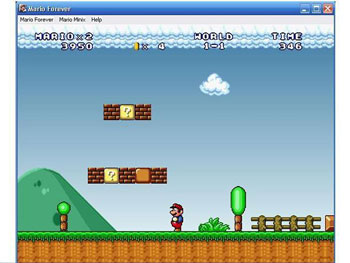 Mario Forever
Mario Forever Mario Minix Help
MARIO×2 WORLD TIME
3950 × 4 1-1 346
? 
?